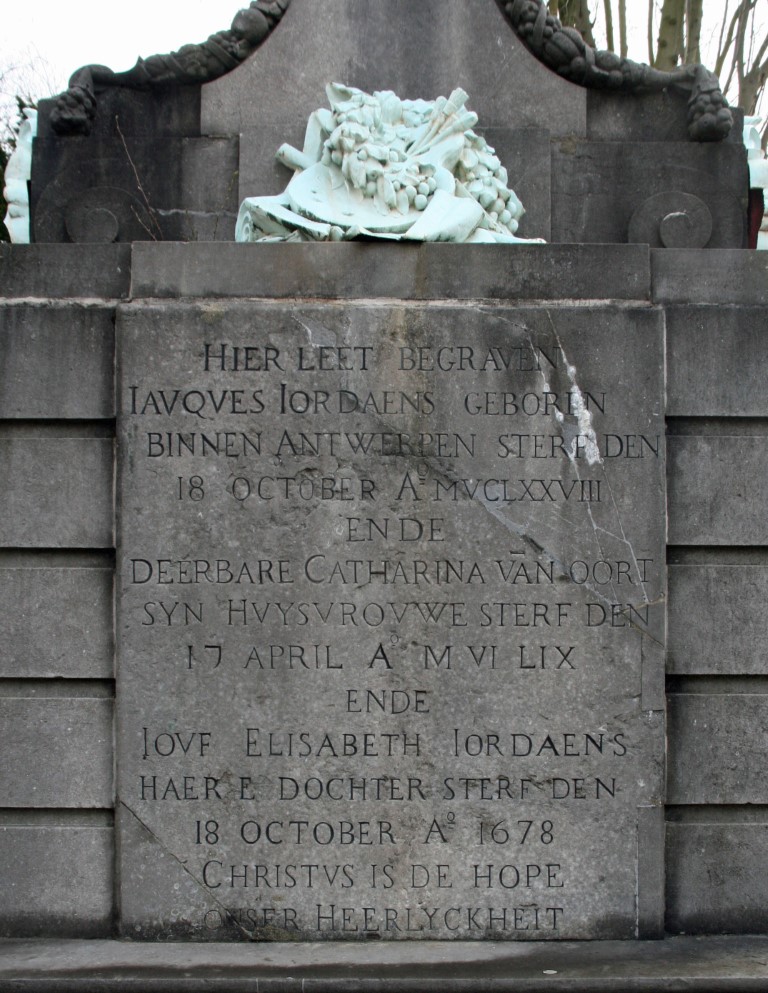 HIER LEET BEGRAVEN
IAVQVES IORDAENS GEBOREN
BINNEN ANTWERPEN STERF DEN
18 OCTOBER Aº MVCLXXVIII
ENDE
DEERBARE CATHARINA VAN OORT
SYN HVYSVROVWE STERF DEN
17 APRIL Aº M VI LIX
ENDE
IOVF ELISABETH IORDAENS
HAER E DOCHTER STERF DEN
18 OCTOBER Aº 1678
CHRISTVS IS DE HOPE
ONSER HEERLYCKHEIT